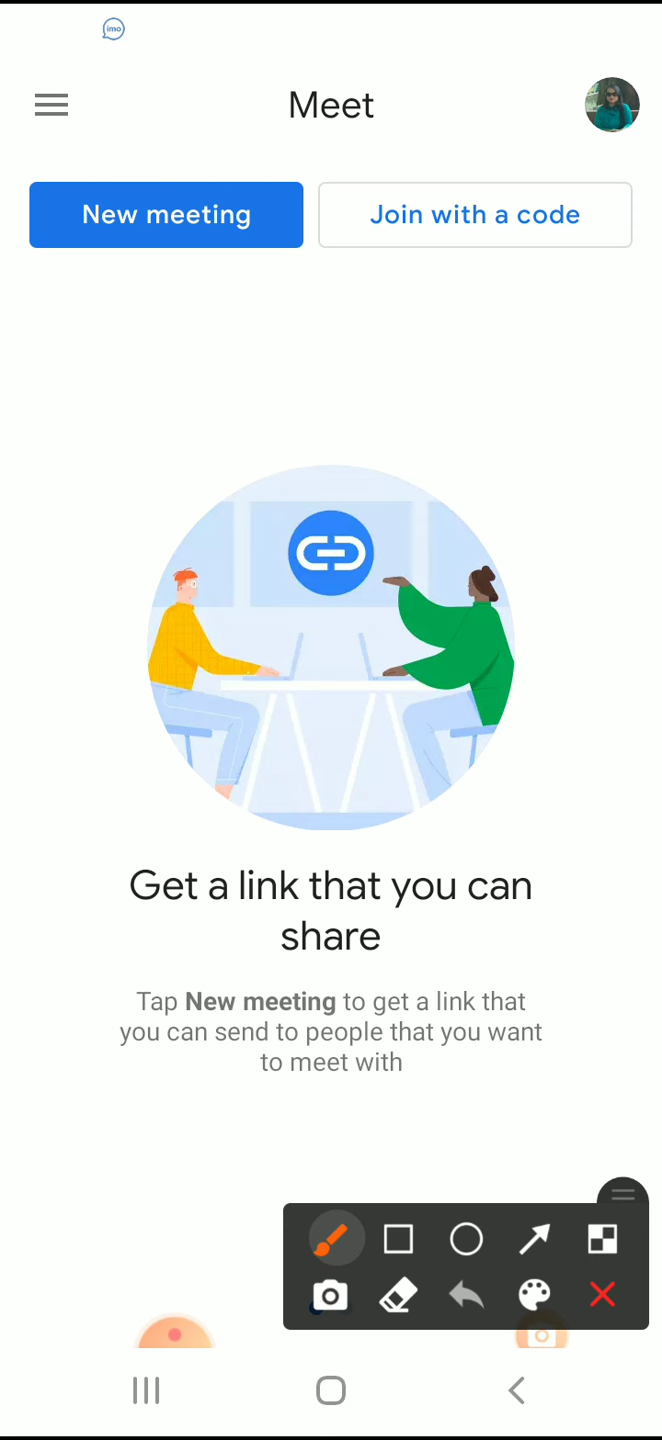 imo
Meet
New meeting
Join with a code
Get a link that you can
share
Tap New meeting to get a link that
you can send to people that you want
to meet with